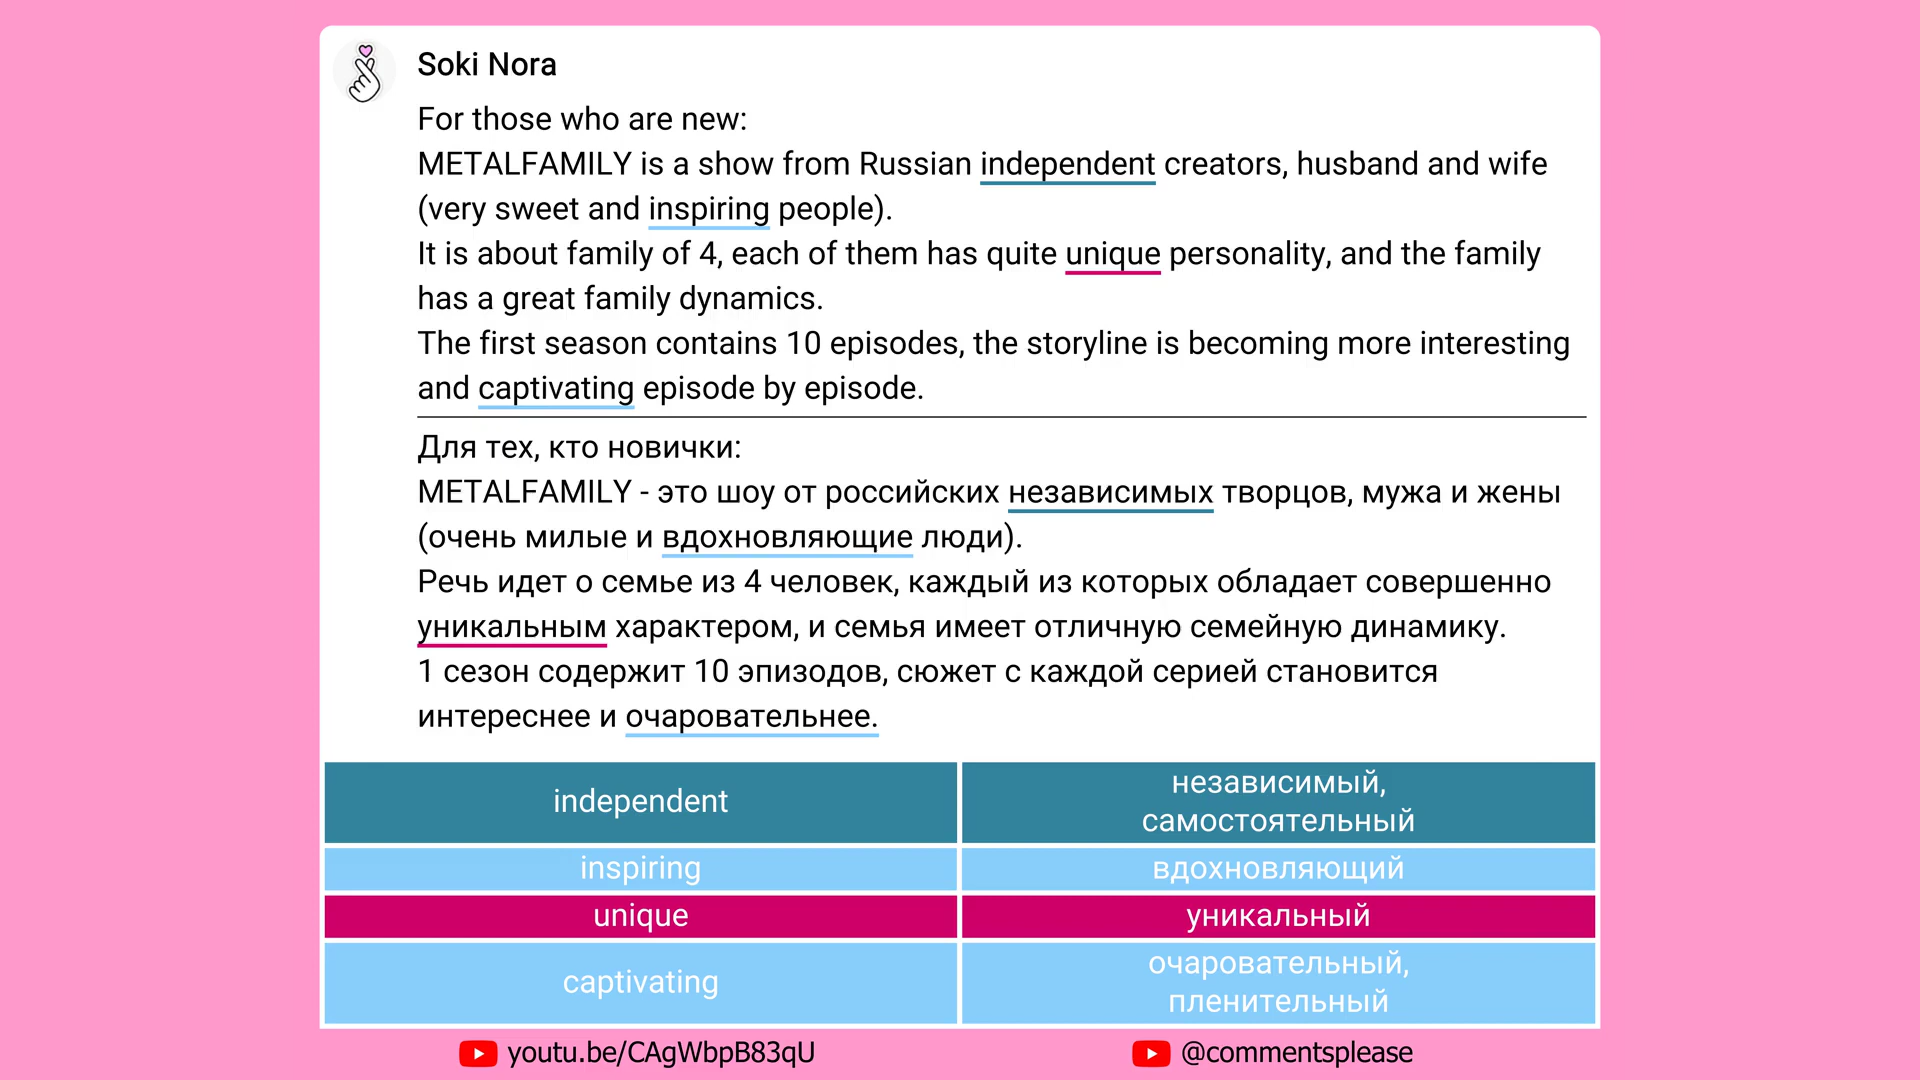 Soki Nora
For those who are new:
METALFAMILY is a show from Russian independent creators, husband and wife
(very sweet and inspiring people).
It is about family of 4, each of them has quite unique personality, and the family
has a great family dynamics.
The first season contains 10 episodes, the storyline is becoming more interesting
and captivating episode by episode.
Для тех, кто новички:
METALFAMILY - это шоу от российских независимых творцов, мужа и жены
(очень милые и вдохновляющие люди).
Речь идет о семье из 4 человек, каждый из которых обладает совершенно
уникальным характером, и семья имеет отличную семейную динамику.
1 сезон содержит 10 эпизодов, сюжет с каждой серией становится
интереснее и очаровательнее.
independent
независимый,
самостоятельный
inspiring
вдохновляющий
unique
уникальный
captivating
очаровательный,
пленительный
youtu.be/CAgWbpB83qU
@commentsplease